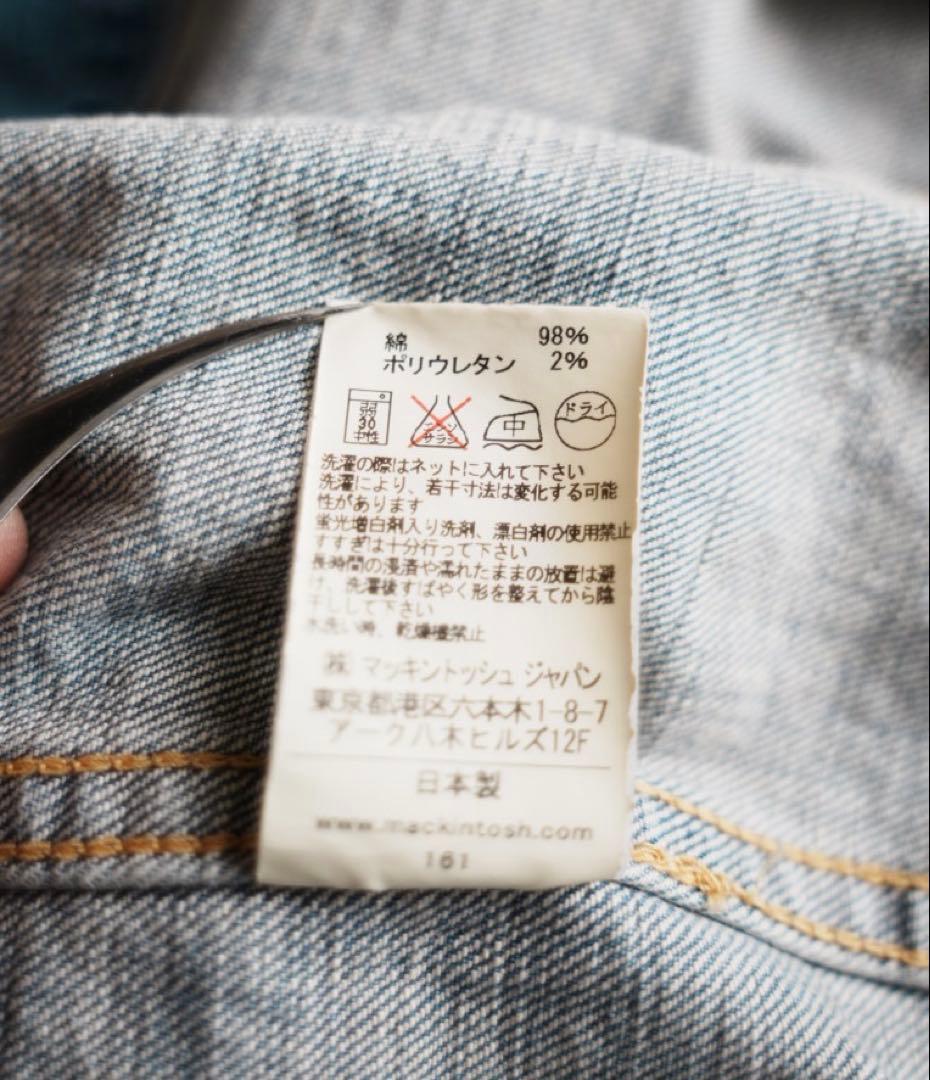 綿 98%
ポリウレタン 2%
ココ
弱
30
中性
エンソ
サラシ
中
ドライ
洗濯の際はネットに入れて下さい
洗濯により、若干寸法は変化する可能
性があります
蛍光増白剤入り洗剤、漂白剤の使用禁止
すすぎは十分行って下さい
長時間の浸漬や濡れたままの放置は避
け、洗濯後すばやく形を整えてから陰
干しして下さい
水洗い時、乾燥機禁止
㈱ マッキントッシュ ジャパン
東京都港区六本木1-8-7
アーク八木ヒルズ12F
日本製
www.mackintosh.com
161